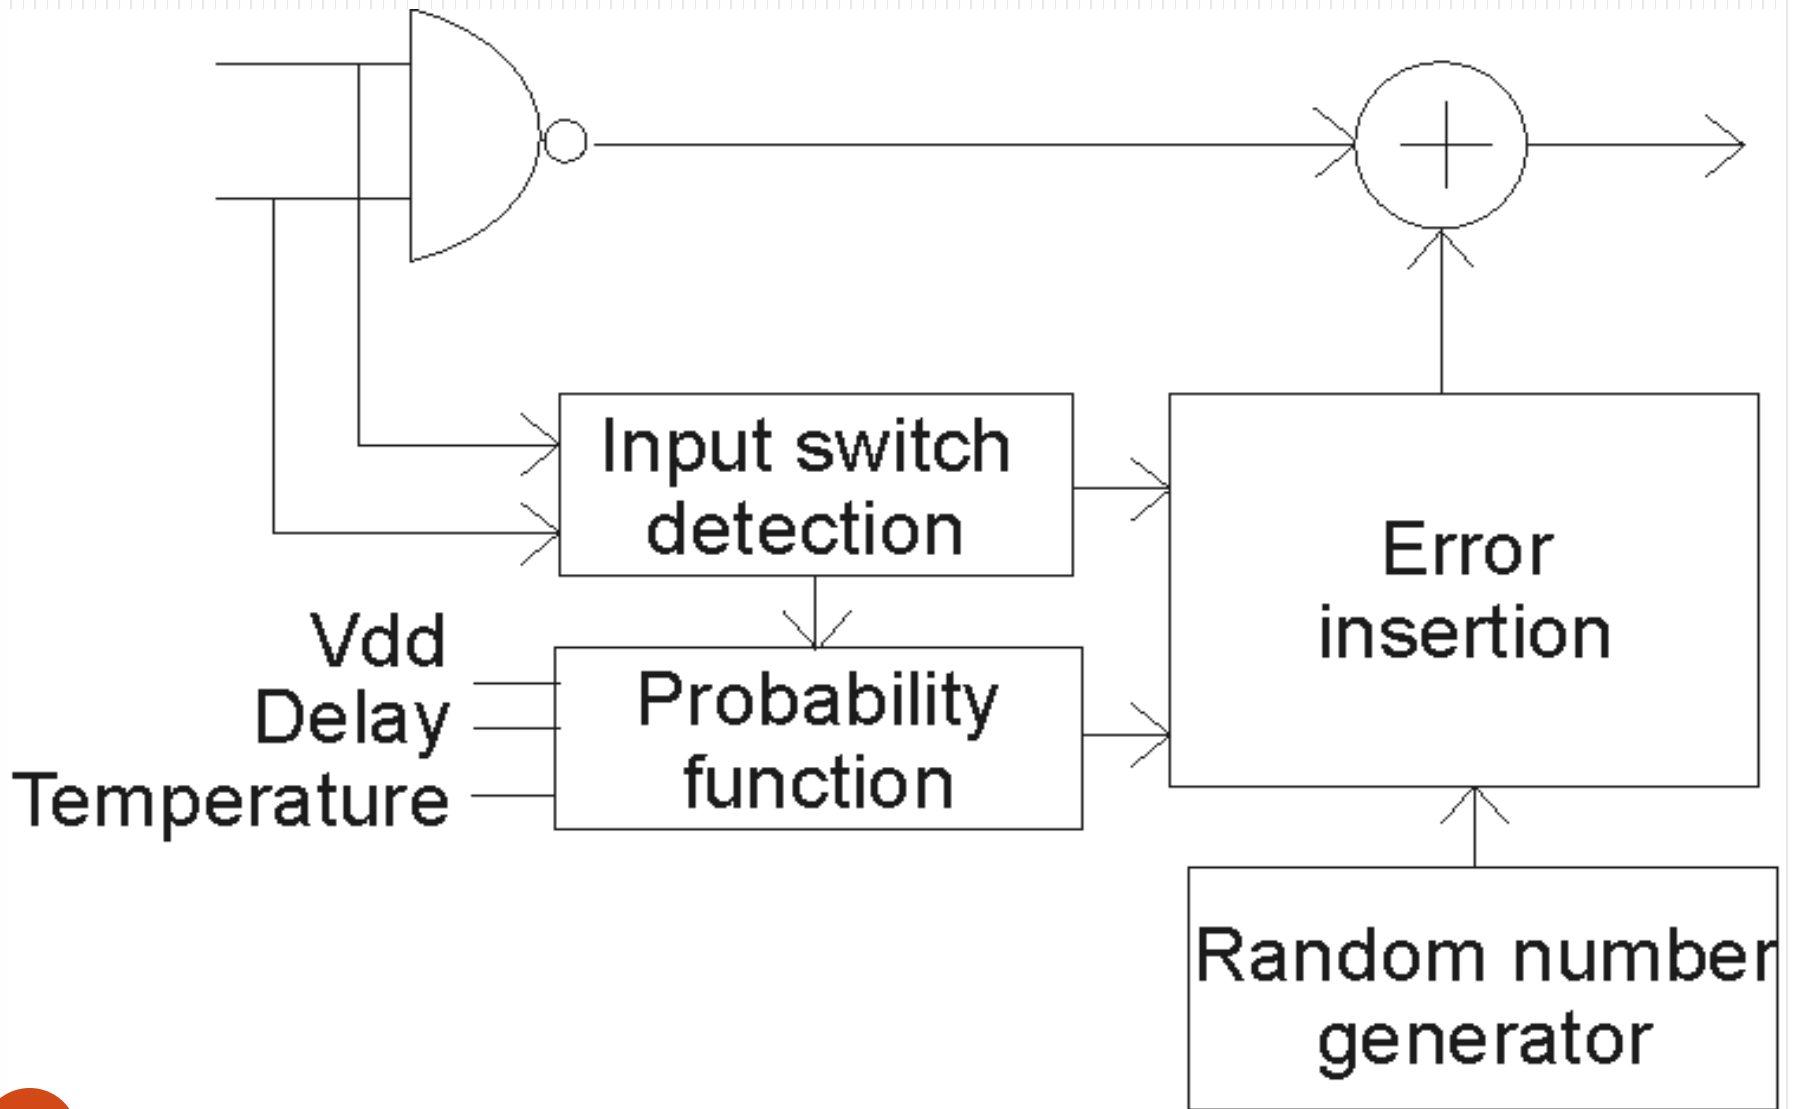 Input switch
detection
Error
insertion
Vdd
Delay
Temperature
Probability
function
Random number
generator